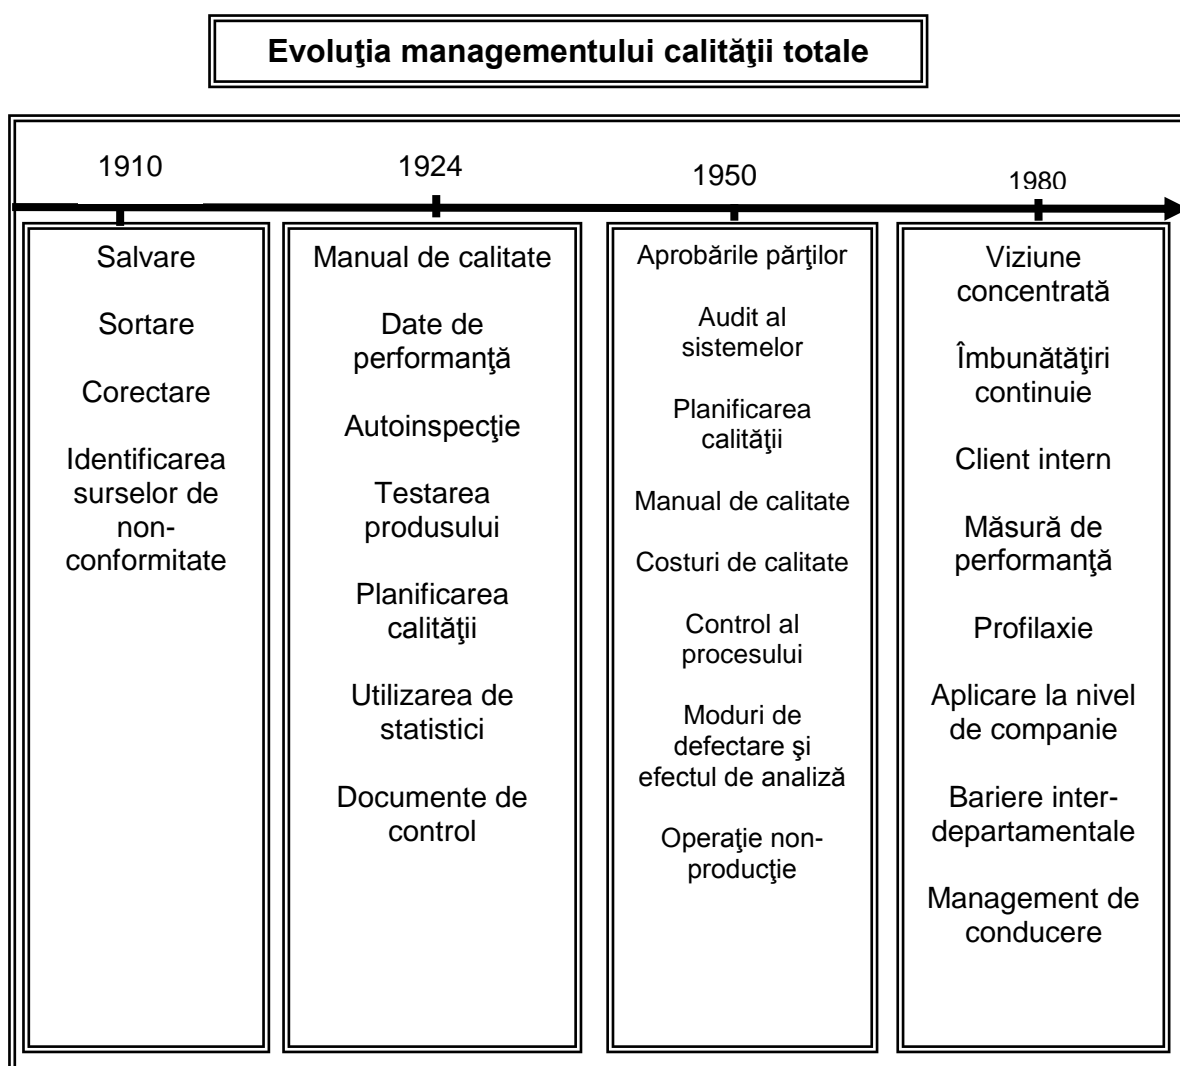 Evoluţia managementului calităţii totale
1910
1924
1950
1980
Salvare
Sortare
Corectare
Identificarea
surselor de
non-
conformitate
Manual de calitate
Date de
performanţă
Autoinspecţie
Testarea
produsului
Planificarea
calităţii
Utilizarea de
statistici
Documente de
control
Aprobările părţilor
Audit al
sistemelor
Planificarea
calităţii
Manual de calitate
Costuri de calitate
Control al
procesului
Moduri de
defectare şi
efectul de analiză
Operaţie non-
producţie
Viziune
concentrată
Îmbunătăţiri
continuie
Client intern
Măsură de
performanţă
Profilaxie
Aplicare la nivel
de companie
Bariere inter-
departamentale
Management de
conducere